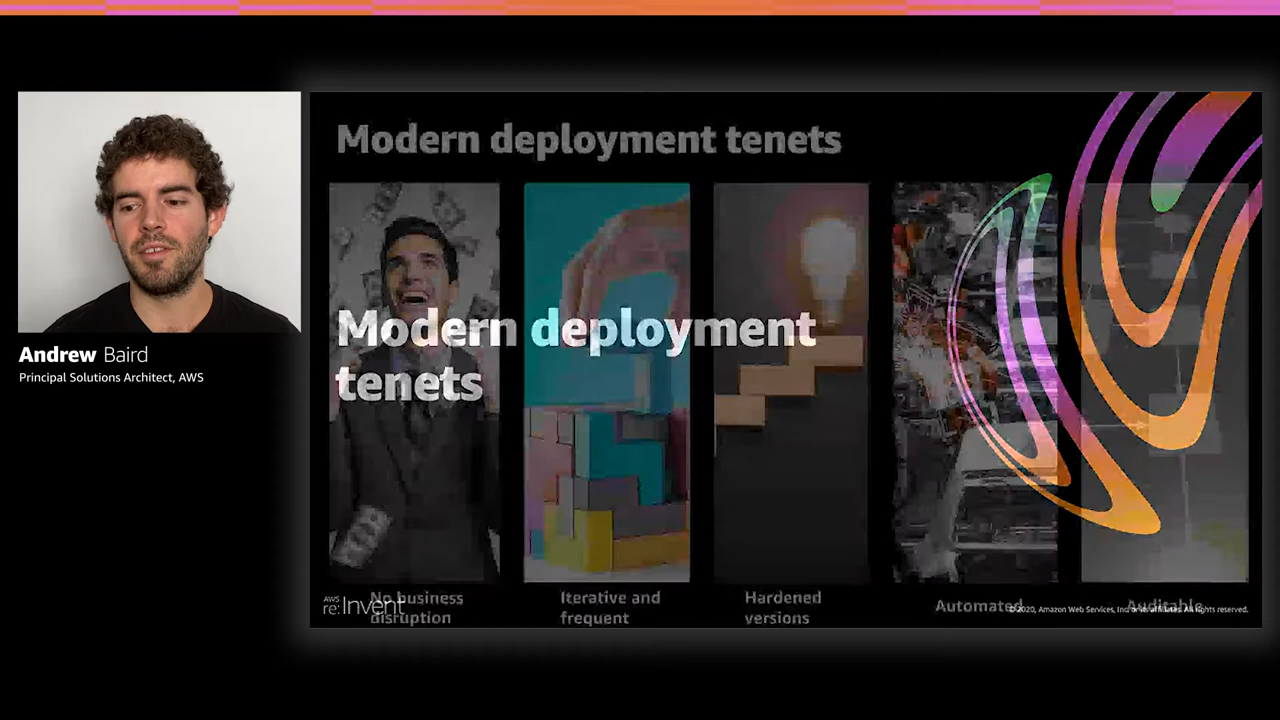 Modern deployment tenets
Modern deployment
tenets
Andrew Baird
Principal Solutions Architect, AWS
No business
disruption
Iterative and
frequent
Hardened
versions
Automated
Auditable
AWS
re:Invent
© 2020, Amazon Web Services, Inc. or its affiliates. All rights reserved.